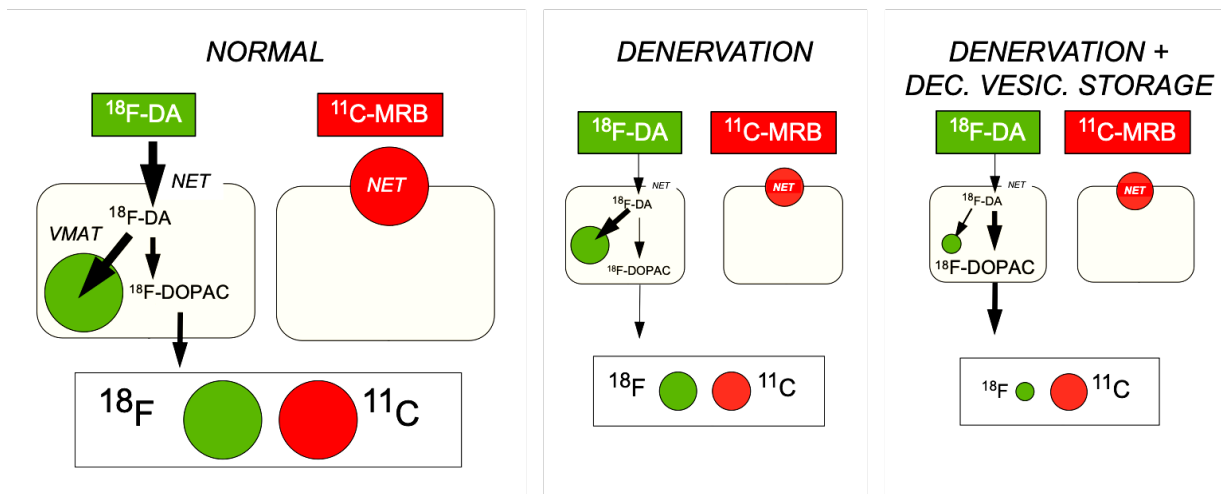 NORMAL
¹⁸F-DA
¹¹C-MRB
NET
NET
¹⁸F-DA
VMAT
¹⁸F-DOPAC
¹⁸F
¹¹C
DENERVATION
¹⁸F-DA
¹¹C-MRB
NET
NET
¹⁸F-DA
¹⁸F-DOPAC
¹⁸F
¹¹C
DENERVATION +
DEC. VESIC. STORAGE
¹⁸F-DA
¹¹C-MRB
NET
NET
¹⁸F-DA
¹⁸F-DOPAC
¹⁸F
¹¹C